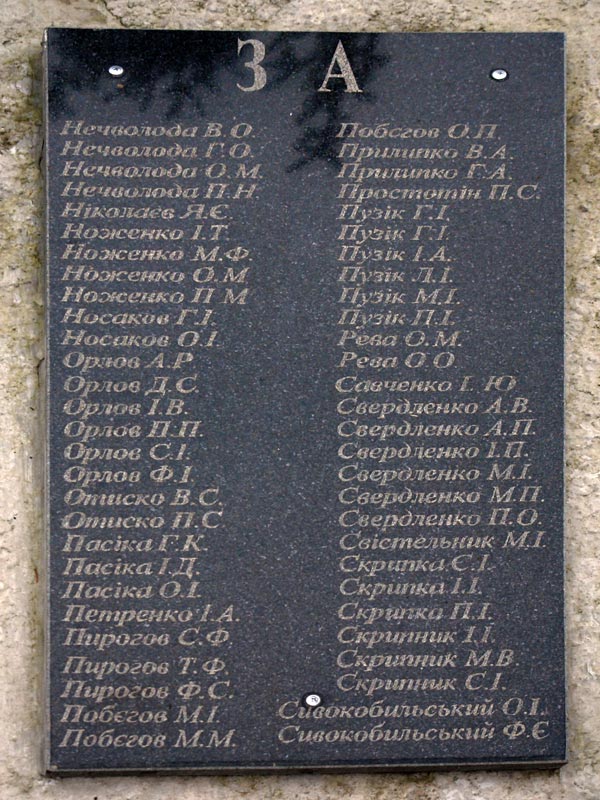 З А
Нечволода В.О.
Нечволода Г.О.
Нечволода О.М.
Нечволода П.Н
Ніколаєв Я.Є.
Ноженко І.Т.
Ноженко М.Ф.
Ноженко О.М
Ноженко П М
Носаков Г.І.
Носаков О.І.
Орлов А.Р
Орлов Д.С.
Орлов І.В.
Орлов П.П.
Орлов С.І.
Орлов Ф.І.
Отиско В.С.
Отиско П.С.
Пасіка Г.К.
Пасіка І.Д.
Пасіка О.І.
Петренко І.А.
Пирогов С.Ф
Пирогов Т.Ф.
Пирогов Ф.С.
Побєгов М.І.
Побєгов М.М.
Побєгов О.П.
Прилипко В.А.
Прилипко Г.А.
Простотін П.С.
Пузік Г.І.
Пузік Г.І.
Пузік І.А.
Пузік Л.І.
Пузік М.І.
Пузік П.І.
Рева О.М.
Рева О.О
Савченко І. Ю
Свердленко А.В.
Свердленко А.П.
Свердленко І.П.
Свердленко М.І.
Свердленко М.П.
Свердленко П.О.
Свістельник М.І.
Скрипка Є.І.
Скрипка І.І.
Скрипка П.І.
Скрипник І.І.
Скрипник М.В.
Скрипник С.І.
Сивокобильський О.І.
Сивокобильський Ф.Є